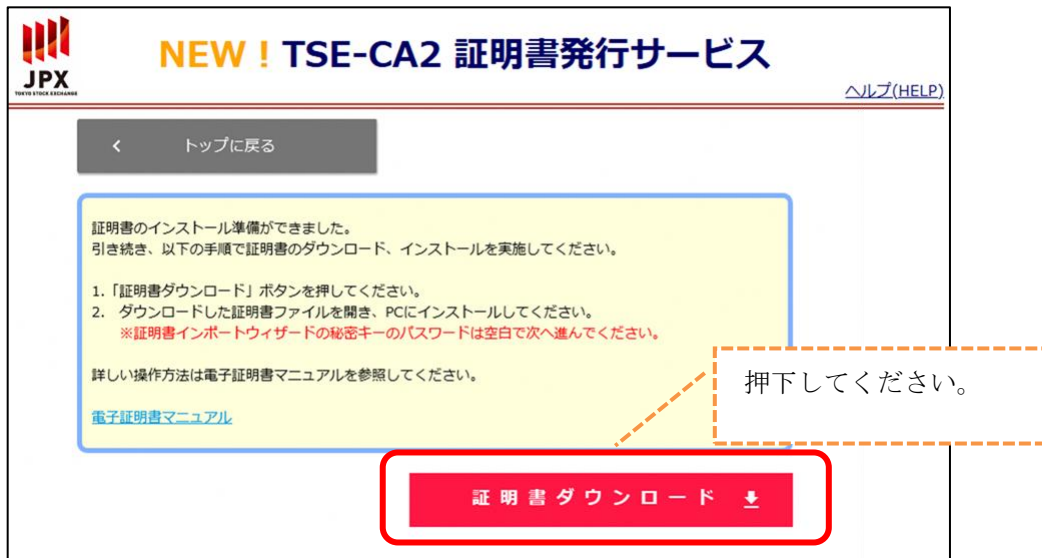 JPX
TOKYO STOCK EXCHANGE
NEW！TSE-CA2 証明書発行サービス
ヘルプ(HELP)
‹ トップに戻る
証明書のインストール準備ができました。
引き続き、以下の手順で証明書のダウンロード、インストールを実施してください。
1.「証明書ダウンロード」ボタンを押してください。
2. ダウンロードした証明書ファイルを開き、PCにインストールしてください。
※証明書インポートウィザードの秘密キーのパスワードは空白で次へ進んでください。
詳しい操作方法は電子証明書マニュアルを参照してください。
電子証明書マニュアル
押下してください。
証明書ダウンロード